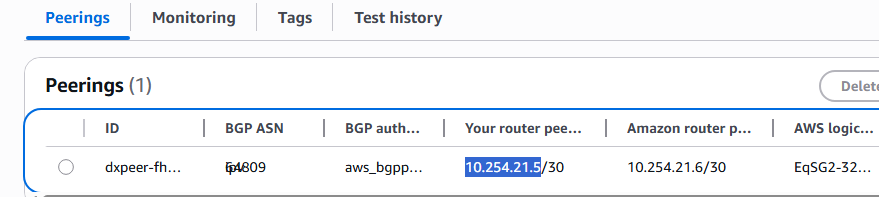 Peerings Monitoring Tags Test history
Peerings (1)
Delete
ID BGP ASN BGP auth... Your router pee... Amazon router p... AWS logic...
dxpeer-fh... 64809 aws_bgpp... 10.254.21.5/30 10.254.21.6/30 EqSG2-32...